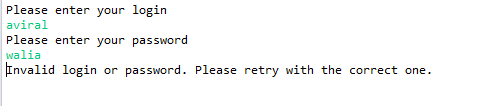 Please enter your login
aviral
Please enter your password
walia
Invalid login or password. Please retry with the correct one.